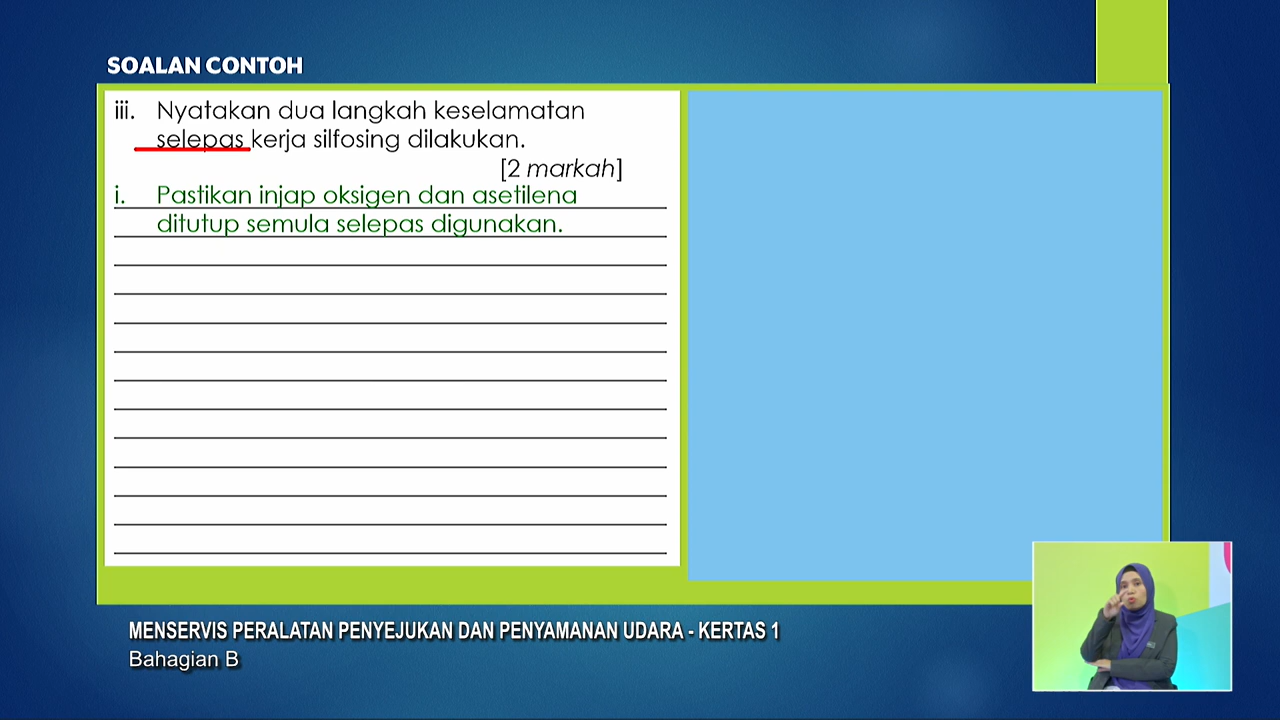 SOALAN CONTOH
iii. Nyatakan dua langkah keselamatan
selepas kerja silfosing dilakukan.
[2 markah]
i. Pastikan injap oksigen dan asetilena
ditutup semula selepas digunakan.
MENSERVIS PERALATAN PENYEJUKAN DAN PENYAMANAN UDARA - KERTAS 1
Bahagian B